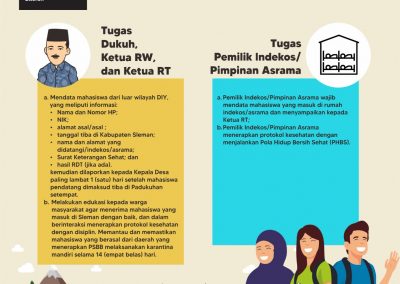 Tugas
Dukuh,
Ketua RW,
dan Ketua RT
a. Mendata mahasiswa dari luar wilayah DIY,
yang meliputi informasi:
• Nama dan Nomor HP:
• NIK;
• alamat asal/asal ;
• tanggal tiba di Kabupaten Sleman;
• nama dan alamat yang
didatangi/indekos/asrama;
• Surat Keterangan Sehat; dan
• hasil RDT (jika ada).
kemudian dilaporkan kepada Kepala Desa
paling lambat 1 (satu) hari setelah mahasiswa
pendatang dimaksud tiba di Padukuhan
setempat.
b. Melakukan edukasi kepada warga
masyarakat agar menerima mahasiswa yang
masuk di Sleman dengan baik, dan dalam
berinteraksi menerapkan protokol kesehatan
dengan disiplin. Memantau dan memastikan
mahasiswa yang berasal dari daerah yang
menerapkan PSBB melaksanakan karantina
mandiri selama 14 (empat belas) hari.
Tugas
Pemilik Indekos/
Pimpinan Asrama
a. Pemilik Indekos/Pimpinan Asrama wajib
mendata mahasiswa yang masuk di rumah
indekos/asrama dan menyampaikan kepada
Ketua RT;
b. Pemilik Indekos/Pimpinan Asrama
menerapkan protokol kesehatan dengan
menjalankan Pola Hidup Bersih Sehat (PHBS).